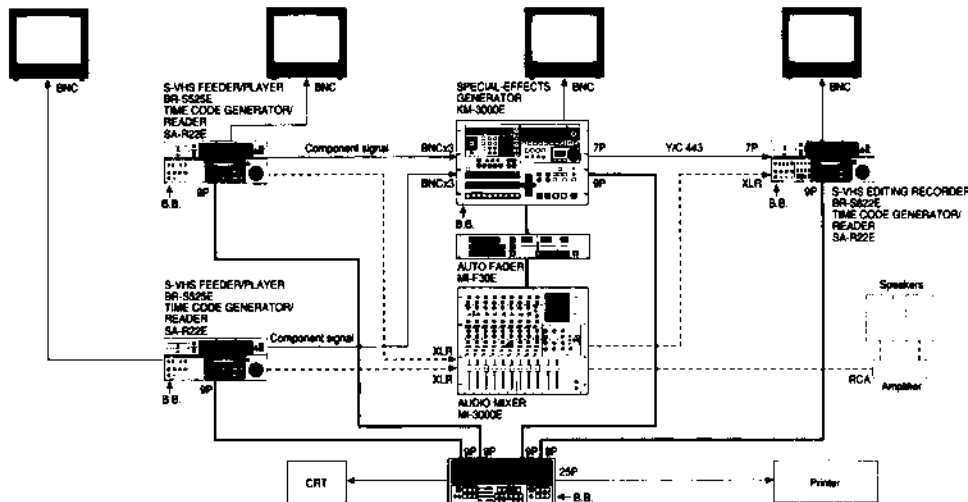 BNC
BNC
BNC
BNC
S-VHS FEEDER/PLAYER
BR-S525E
TIME CODE GENERATOR/
READER
SA-R22E
SPECIAL-EFFECTS
GENERATOR
KM-3000E
Component signal
BNCx3
7P
Y/C 443
7P
BNCx3
9P
XLR
B.B.
9P
B.B.
B.B.
9P
S-VHS EDITING RECORDER
BR-S822E
TIME CODE GENERATOR/
READER
SA-R22E
AUTO FADER
MI-F30E
S-VHS FEEDER/PLAYER
BR-S525E
TIME CODE GENERATOR/
READER
SA-R22E
Speakers
Component signal
XLR
XLR
B.B.
9P
RCA
Amplifier
AUDIO MIXER
MI-3000E
9P
9P
9P
9P
25P
CRT
B.B.
Printer